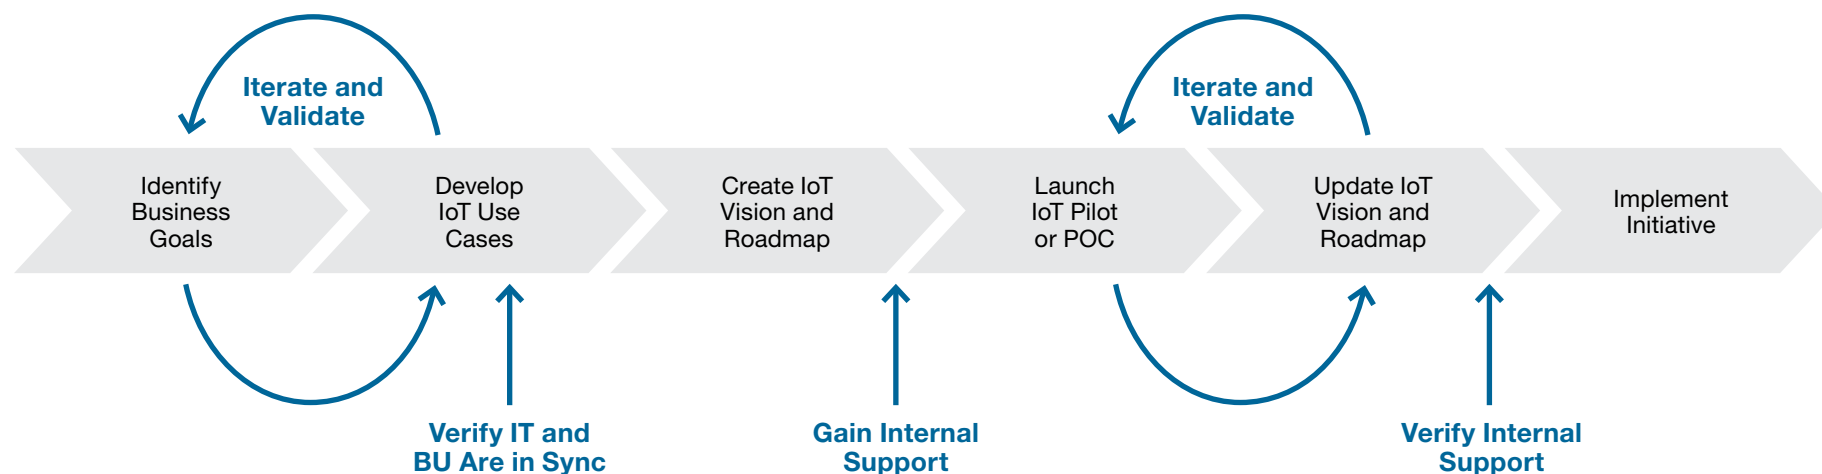 Iterate and
Validate
Iterate and
Validate
Identify
Business
Goals
Develop
IoT Use
Cases
Create IoT
Vision and
Roadmap
Launch
IoT Pilot
or POC
Update IoT
Vision and
Roadmap
Implement
Initiative
Verify IT and
BU Are in Sync
Gain Internal
Support
Verify Internal
Support